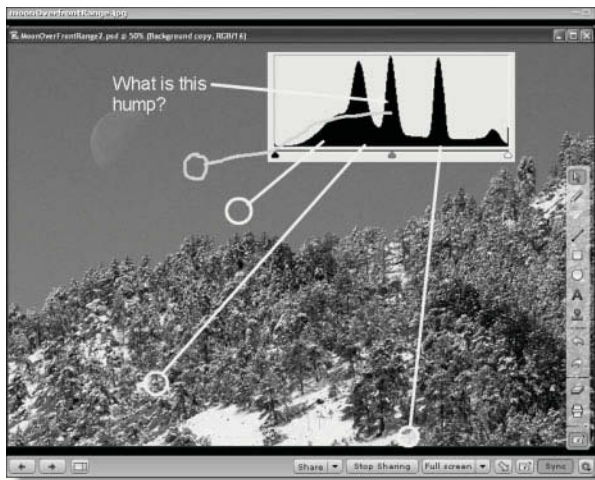 moonOverFrontRange.jpg
MoonOverFrontRange2.psd @ 50% (Background copy, RGB/16)
What is this
hump?
A
Share
Stop Sharing
Full screen
Sync